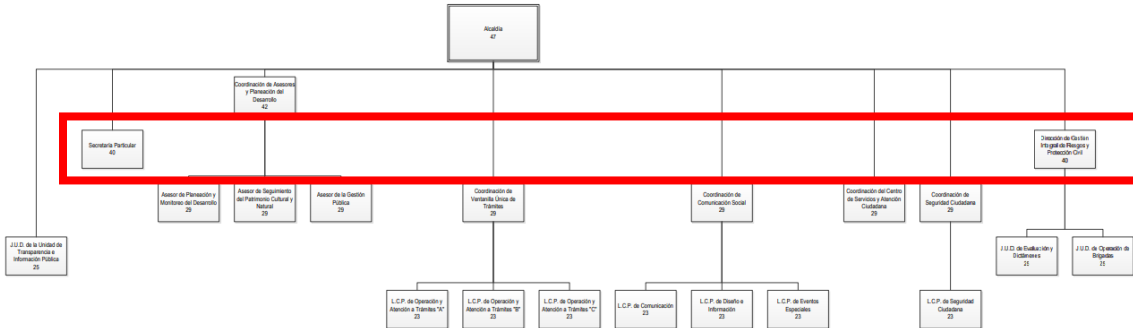 Alcaldía
47
Coordinación de Asesores
y Planeación del
Desarrollo
42
Secretaría Particular
40
Dirección de Gestión
Integral de Riesgos y
Protección Civil
40
Asesor de Planeación y
Monitoreo del Desarrollo
29
Asesor de Seguimiento
del Patrimonio Cultural y
Natural
29
Asesor de la Gestión
Pública
29
Coordinación de
Ventanilla Única de
Trámites
29
Coordinación de
Comunicación Social
29
Coordinación del Centro
de Servicios y Atención
Ciudadana
29
Coordinación de
Seguridad Ciudadana
29
J.U.D. de la Unidad de
Transparencia e
Información Pública
25
J.U.D. de Evaluación y
Dictámenes
25
J.U.D. de Operación de
Brigadas
25
L.C.P. de Operación y
Atención a Trámites "A"
23
L.C.P. de Operación y
Atención a Trámites "B"
23
L.C.P. de Operación y
Atención a Trámites "C"
23
L.C.P. de Comunicación
23
L.C.P. de Diseño e
Información
23
L.C.P. de Eventos
Especiales
23
L.C.P. de Seguridad
Ciudadana
23